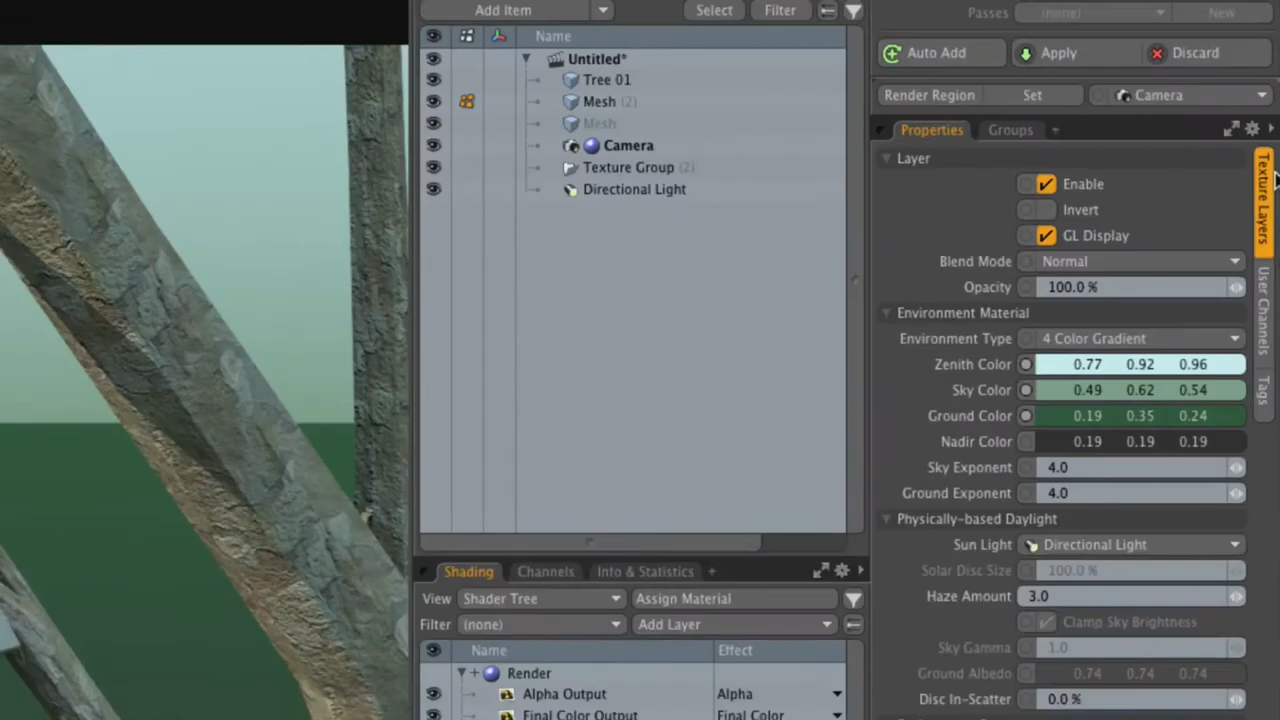 Add Item
Select
Filter
Name
Untitled*
Tree 01
Mesh (2)
Mesh
Camera
Texture Group (2)
Directional Light
Shading
Channels
Info & Statistics
+
View
Shader Tree
Assign Material
Filter
(none)
Add Layer
Name
Effect
Render
Alpha Output
Alpha
Final Color Output
Final Color
Passes
(none)
New
Auto Add
Apply
Discard
Render Region
Set
Camera
Properties
Groups
+
Layer
Enable
Invert
GL Display
Blend Mode
Normal
Opacity
100.0 %
Environment Material
Environment Type
4 Color Gradient
Zenith Color
0.77 0.92 0.96
Sky Color
0.49 0.62 0.54
Ground Color
0.19 0.35 0.24
Nadir Color
0.19 0.19 0.19
Sky Exponent
4.0
Ground Exponent
4.0
Physically-based Daylight
Sun Light
Directional Light
Solar Disc Size
100.0 %
Haze Amount
3.0
Clamp Sky Brightness
Sky Gamma
1.0
Ground Albedo
0.74 0.74 0.74
Disc In-Scatter
0.0 %
Texture Layers
User Channels
Tags